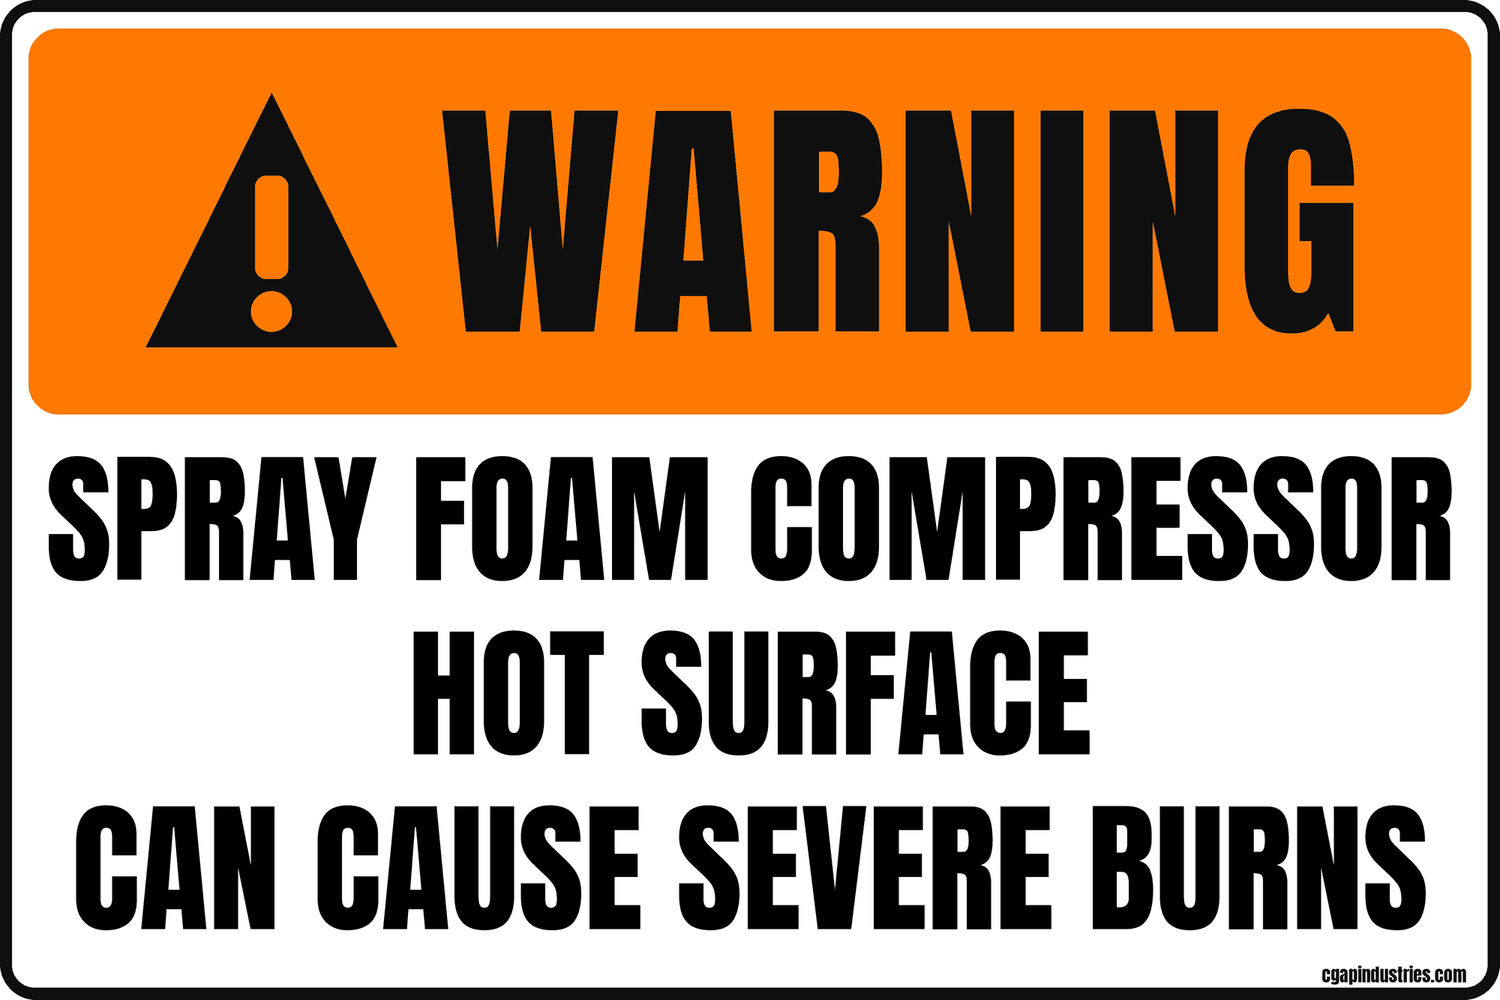 WARNING
SPRAY FOAM COMPRESSOR
HOT SURFACE
CAN CAUSE SEVERE BURNS
cgapindustries.com